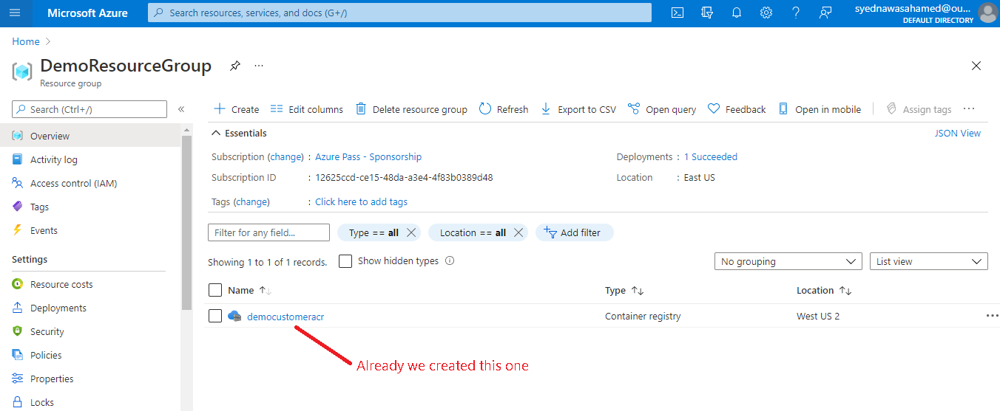 Microsoft Azure
Search resources, services, and docs (G+/)
syednawasahamed@ou...
DEFAULT DIRECTORY
Home
DemoResourceGroup
Resource group
Search (Ctrl+/)
Overview
Activity log
Access control (IAM)
Tags
Events
Settings
Resource costs
Deployments
Security
Policies
Properties
Locks
Create Edit columns Delete resource group Refresh Export to CSV Open query Feedback Open in mobile Assign tags
Essentials JSON View
Subscription (change) : Azure Pass - Sponsorship Deployments : 1 Succeeded
Subscription ID : 12625ccd-ce15-48da-a3e4-4f83b0389d48 Location : East US
Tags (change) : Click here to add tags
Filter for any field... Type == all Location == all Add filter
Showing 1 to 1 of 1 records. Show hidden types No grouping List view
Name Type Location
democustomeracr Container registry West US 2
Already we created this one